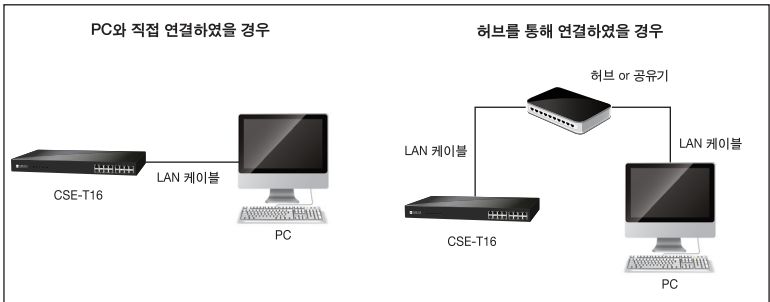 PC와 직접 연결하였을 경우
LAN 케이블
CSE-T16
PC
허브를 통해 연결하였을 경우
허브 or 공유기
LAN 케이블
LAN 케이블
CSE-T16
PC